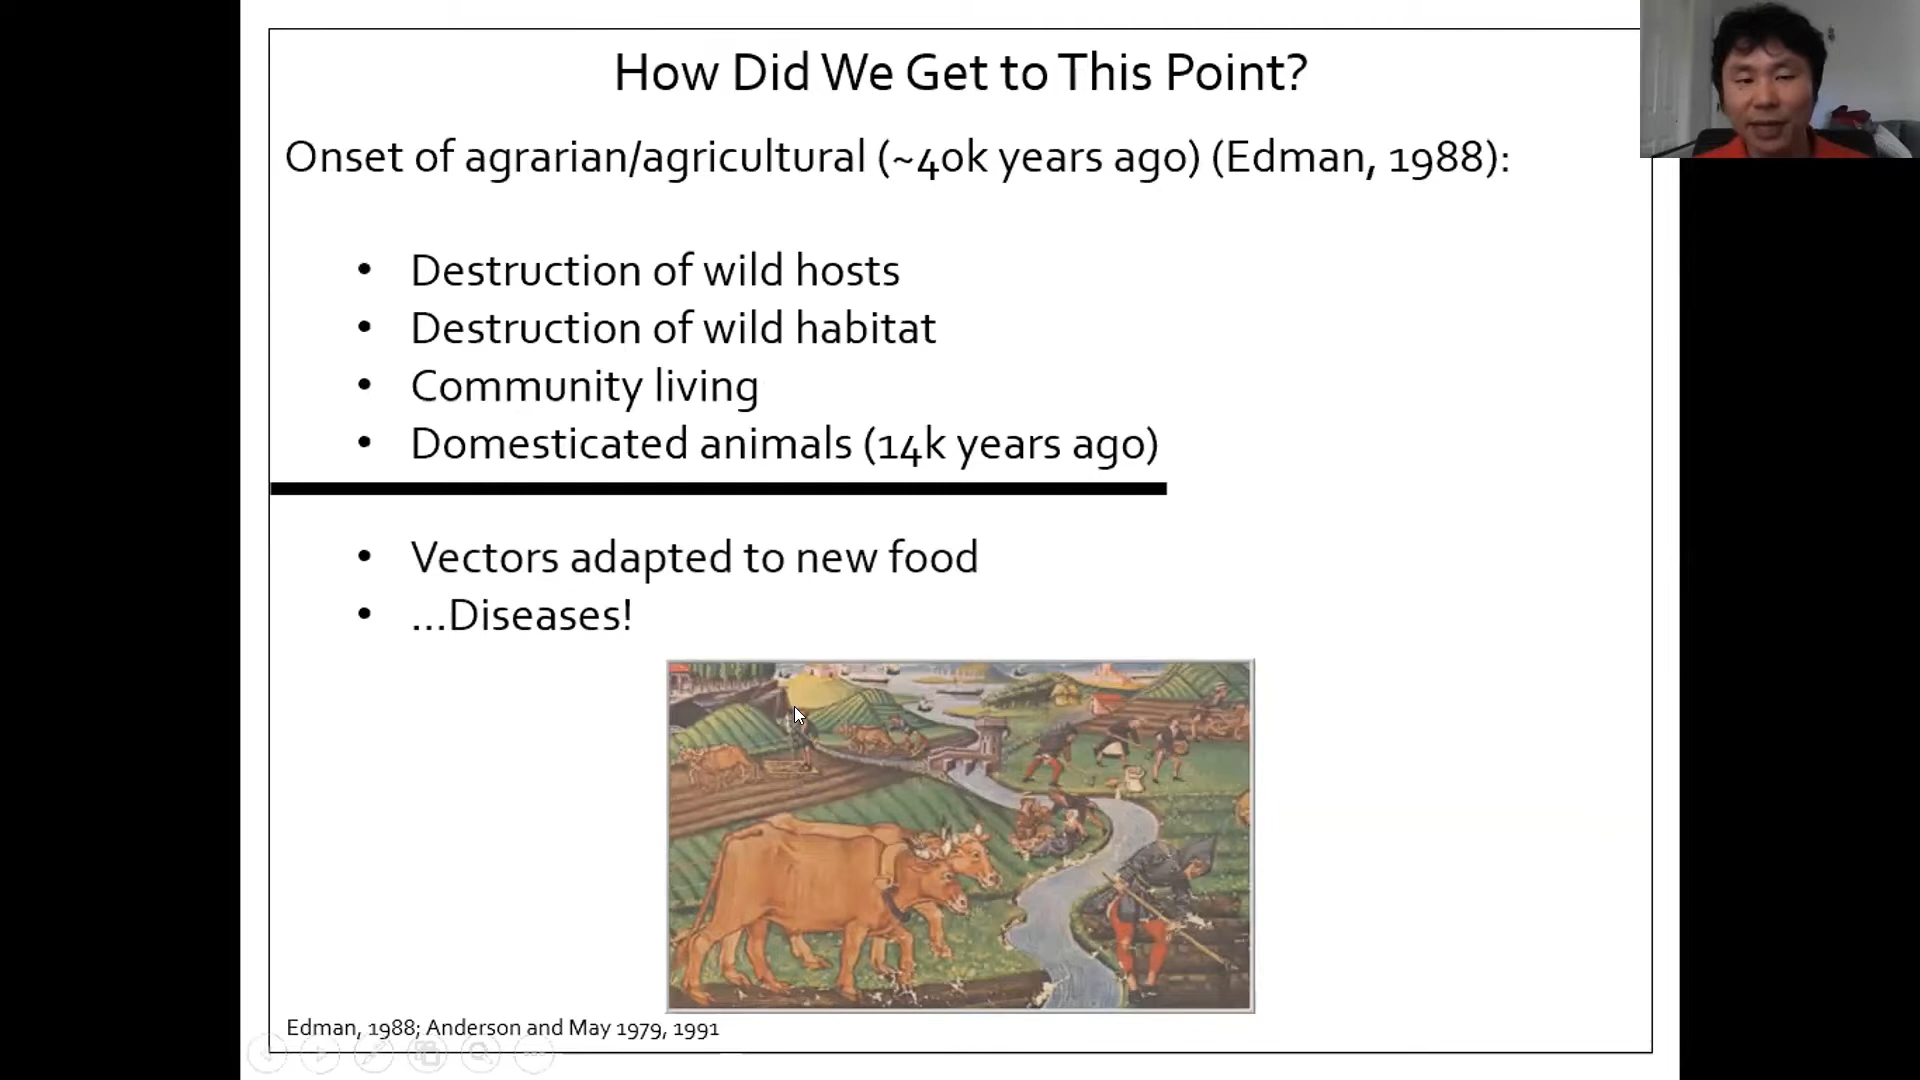 How Did We Get to This Point?
Onset of agrarian/agricultural (~40k years ago) (Edman, 1988):
• Destruction of wild hosts
• Destruction of wild habitat
• Community living
• Domesticated animals (14k years ago)
• Vectors adapted to new food
• ...Diseases!
Edman, 1988; Anderson and May 1979, 1991